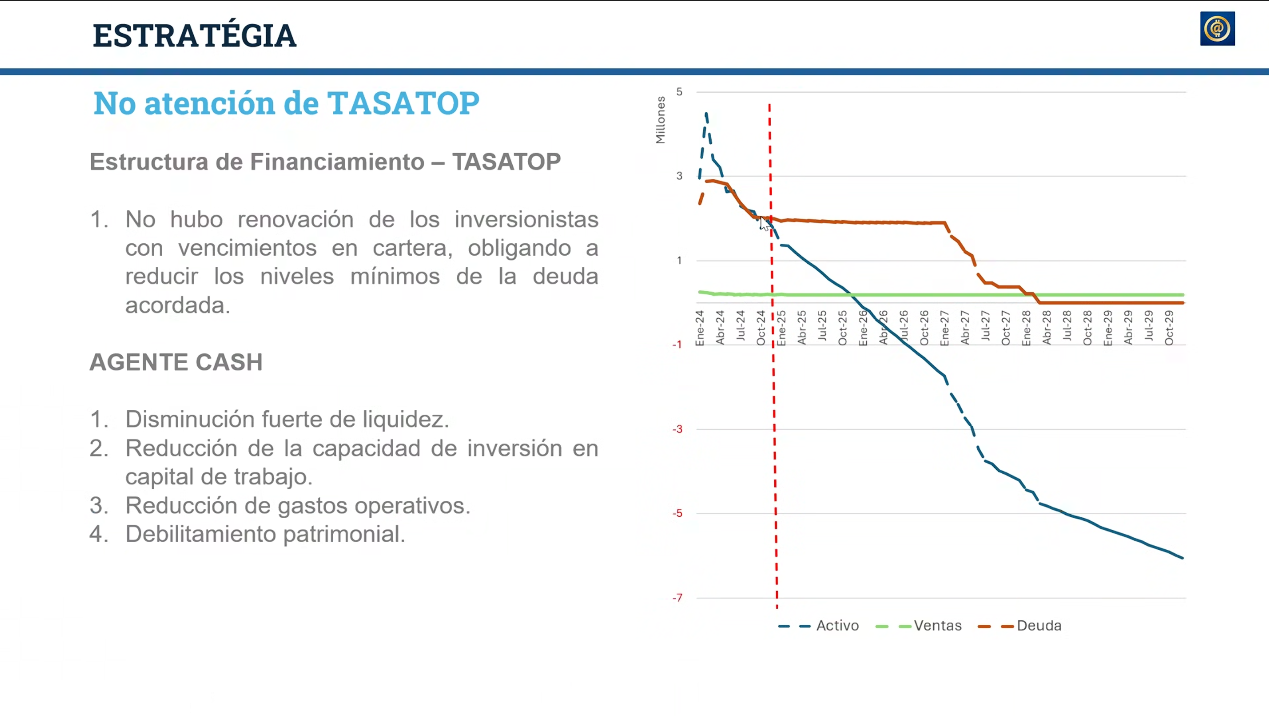 ESTRATÉGIA
No atención de TASATOP
Estructura de Financiamiento – TASATOP
1. No hubo renovación de los inversionistas
con vencimientos en cartera, obligando a
reducir los niveles mínimos de la deuda
acordada.
AGENTE CASH
1. Disminución fuerte de liquidez.
2. Reducción de la capacidad de inversión en
capital de trabajo.
3. Reducción de gastos operativos.
4. Debilitamiento patrimonial.
Millones
5
3
1
-1
-3
-5
-7
Ene-24
Abr-24
Jul-24
Oct-24
Ene-25
Abr-25
Jul-25
Oct-25
Ene-26
Abr-26
Jul-26
Oct-26
Ene-27
Abr-27
Jul-27
Oct-27
Ene-28
Abr-28
Jul-28
Oct-28
Ene-29
Abr-29
Jul-29
Oct-29
Activo
Ventas
Deuda